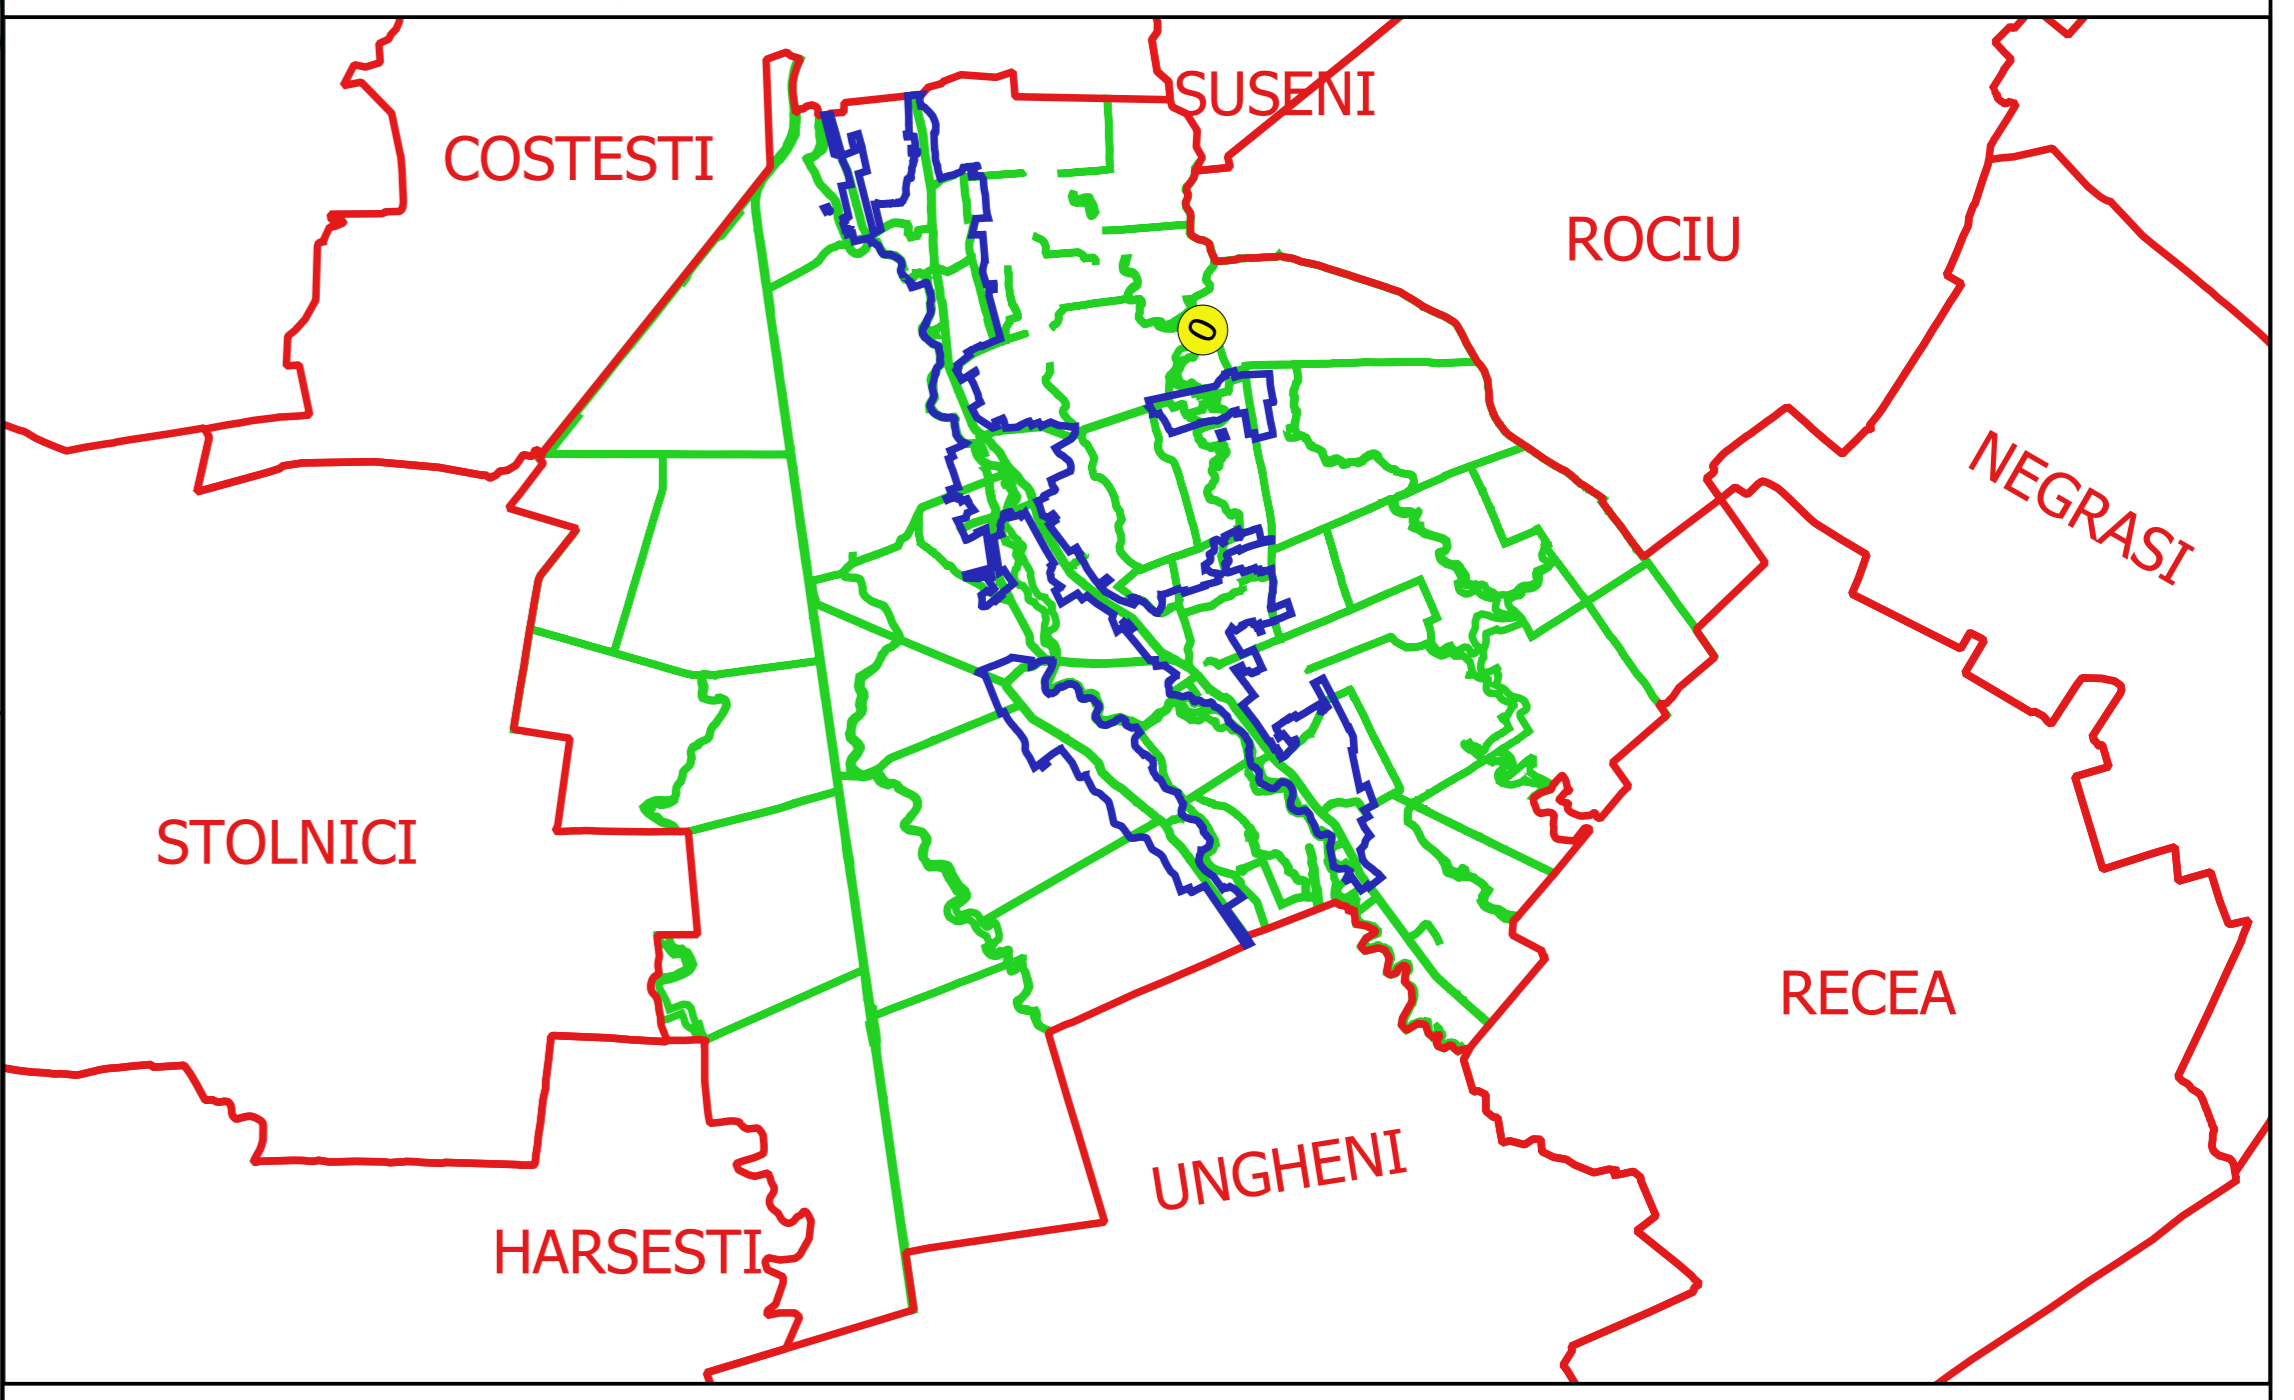 SUSENI
COSTESTI
ROCIU
0
NEGRASI
STOLNICI
RECEA
UNGHENI
HARSESTI